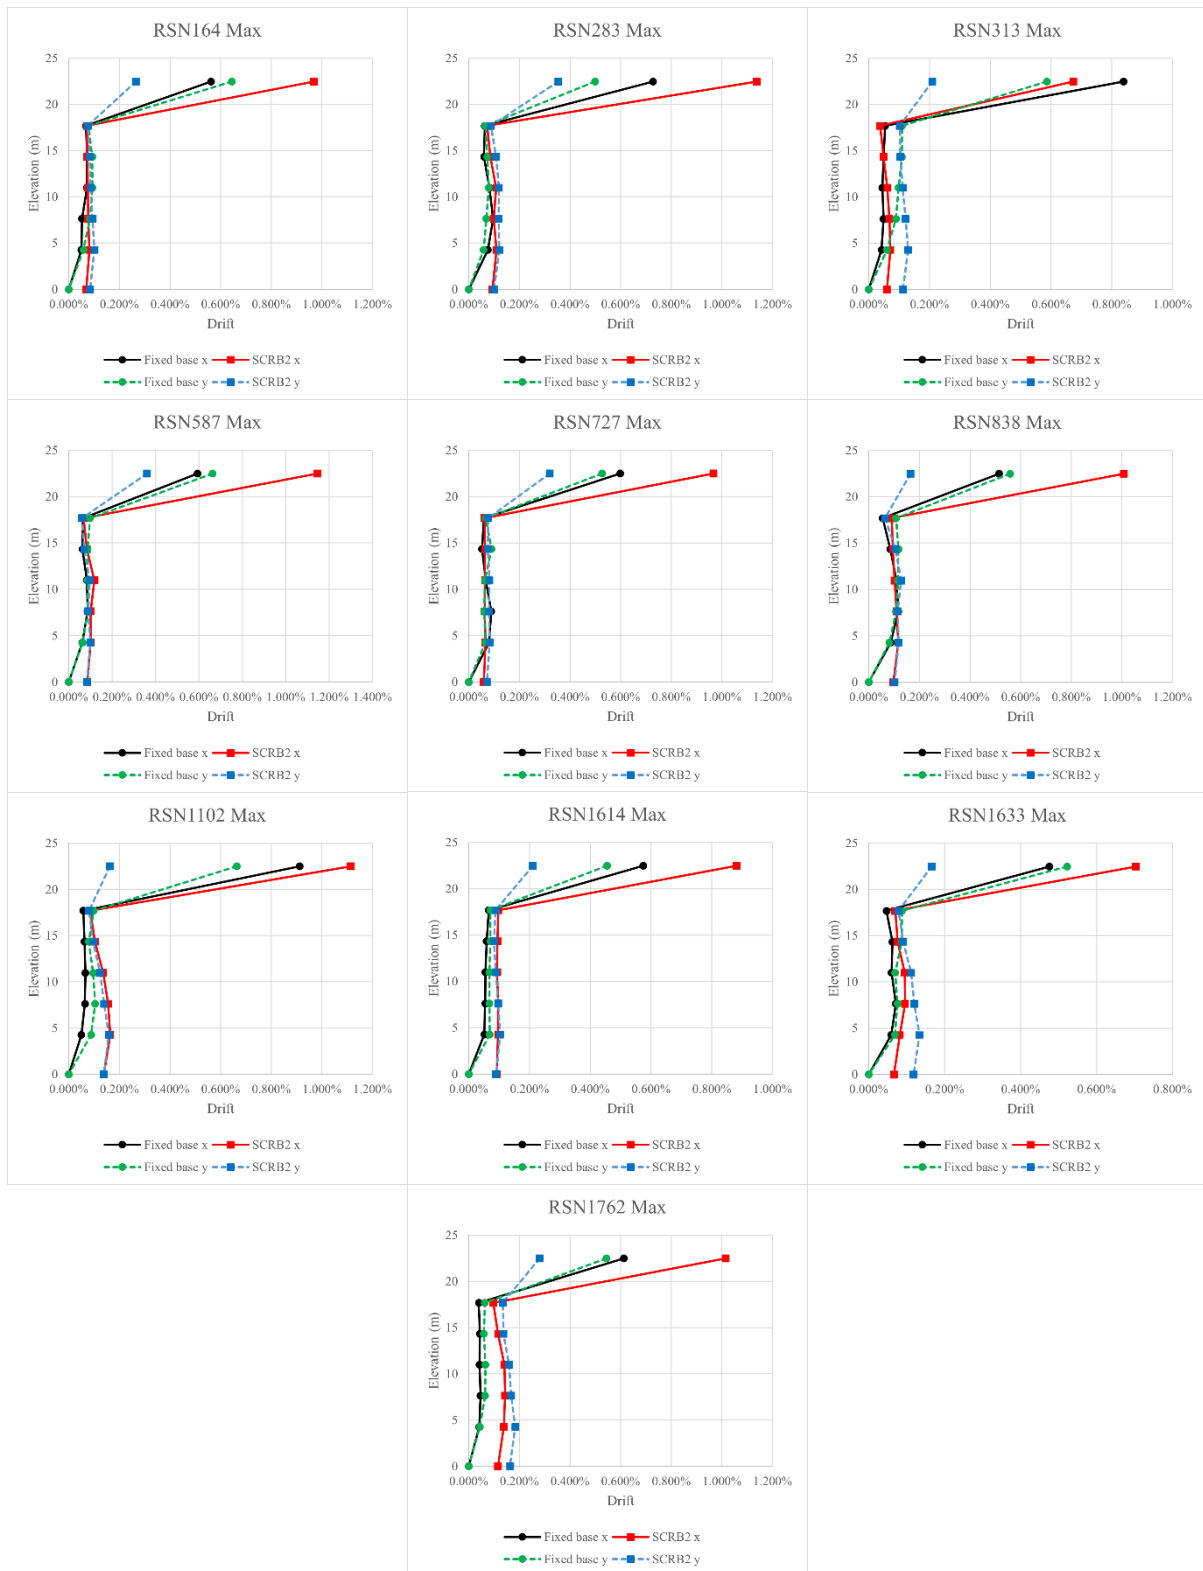 RSN164 Max
25
20
15
10
5
0
Elevation (m)
0.000% 0.200% 0.400% 0.600% 0.800% 1.000% 1.200%
Drift
Fixed base x SCRB2 x
Fixed base y SCRB2 y
RSN283 Max
25
20
15
10
5
0
Elevation (m)
0.000% 0.200% 0.400% 0.600% 0.800% 1.000% 1.200%
Drift
Fixed base x SCRB2 x
Fixed base y SCRB2 y
RSN313 Max
25
20
15
10
5
0
Elevation (m)
0.000% 0.200% 0.400% 0.600% 0.800% 1.000%
Drift
Fixed base x SCRB2 x
Fixed base y SCRB2 y
RSN587 Max
25
20
15
10
5
0
Elevation (m)
0.000% 0.200% 0.400% 0.600% 0.800% 1.000% 1.200% 1.400%
Drift
Fixed base x SCRB2 x
Fixed base y SCRB2 y
RSN727 Max
25
20
15
10
5
0
Elevation (m)
0.000% 0.200% 0.400% 0.600% 0.800% 1.000% 1.200%
Drift
Fixed base x SCRB2 x
Fixed base y SCRB2 y
RSN838 Max
25
20
15
10
5
0
Elevation (m)
0.000% 0.200% 0.400% 0.600% 0.800% 1.000% 1.200%
Drift
Fixed base x SCRB2 x
Fixed base y SCRB2 y
RSN1102 Max
25
20
15
10
5
0
Elevation (m)
0.000% 0.200% 0.400% 0.600% 0.800% 1.000% 1.200%
Drift
Fixed base x SCRB2 x
Fixed base y SCRB2 y
RSN1614 Max
25
20
15
10
5
0
Elevation (m)
0.000% 0.200% 0.400% 0.600% 0.800% 1.000%
Drift
Fixed base x SCRB2 x
Fixed base y SCRB2 y
RSN1633 Max
25
20
15
10
5
0
Elevation (m)
0.000% 0.200% 0.400% 0.600% 0.800%
Drift
Fixed base x SCRB2 x
Fixed base y SCRB2 y
RSN1762 Max
25
20
15
10
5
0
Elevation (m)
0.000% 0.200% 0.400% 0.600% 0.800% 1.000% 1.200%
Drift
Fixed base x SCRB2 x
Fixed base y SCRB2 y